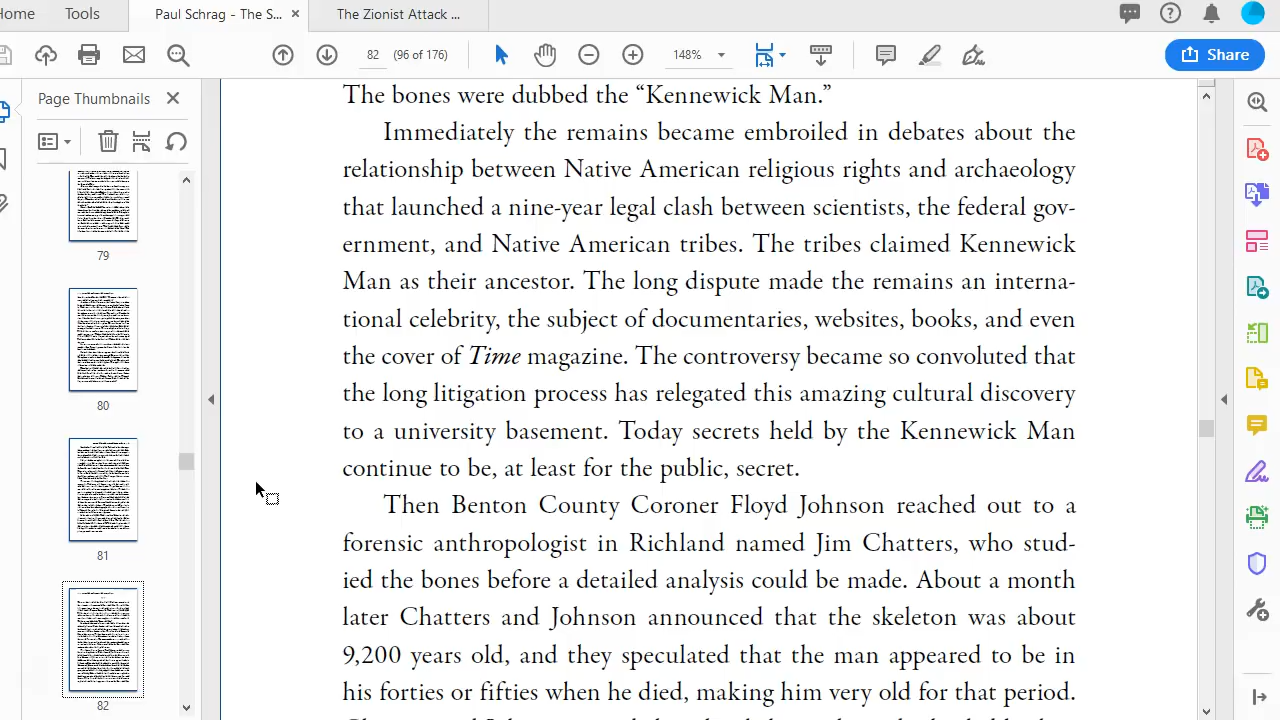 Home
Tools
Paul Schrag - The S...
The Zionist Attack ...
82
(96 of 176)
148%
Share
Page Thumbnails
79
80
81
82
The bones were dubbed the “Kennewick Man.”
Immediately the remains became embroiled in debates about the
relationship between Native American religious rights and archaeology
that launched a nine-year legal clash between scientists, the federal gov-
ernment, and Native American tribes. The tribes claimed Kennewick
Man as their ancestor. The long dispute made the remains an interna-
tional celebrity, the subject of documentaries, websites, books, and even
the cover of Time magazine. The controversy became so convoluted that
the long litigation process has relegated this amazing cultural discovery
to a university basement. Today secrets held by the Kennewick Man
continue to be, at least for the public, secret.
Then Benton County Coroner Floyd Johnson reached out to a
forensic anthropologist in Richland named Jim Chatters, who stud-
ied the bones before a detailed analysis could be made. About a month
later Chatters and Johnson announced that the skeleton was about
9,200 years old, and they speculated that the man appeared to be in
his forties or fifties when he died, making him very old for that period.